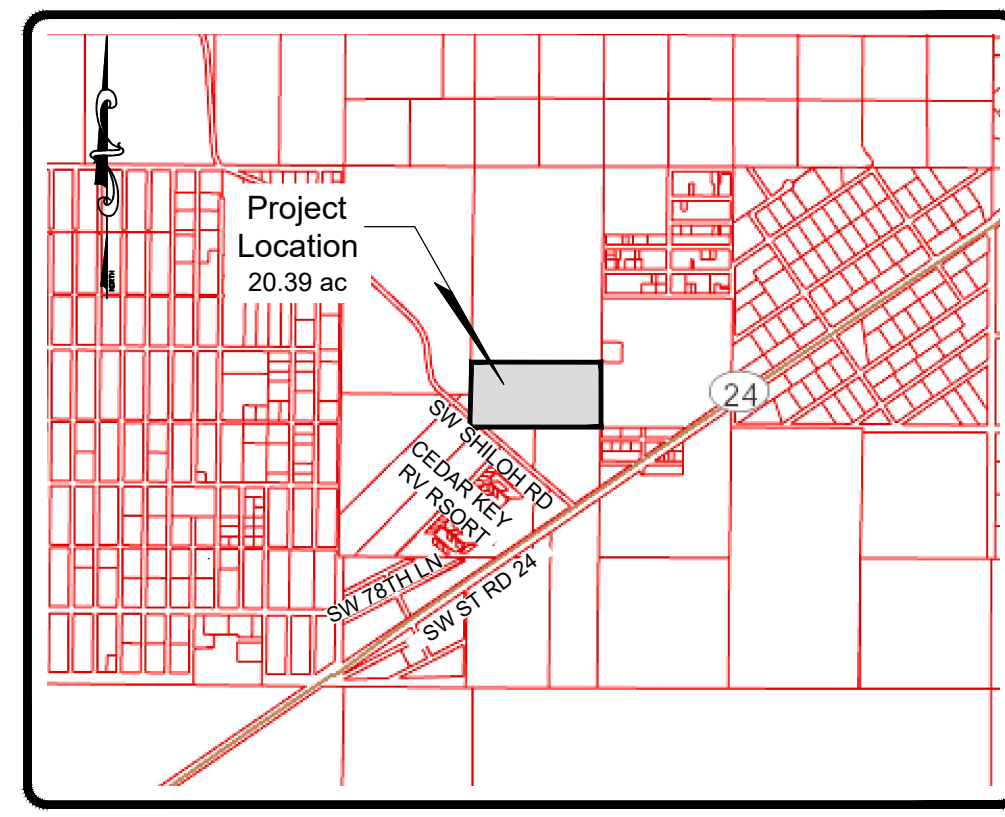 NORTH
Project
Location
20.39 ac
24
SW SHILOH RD
CEDAR KEY
RV RSORT
SW 78TH LN
SW ST RD 24